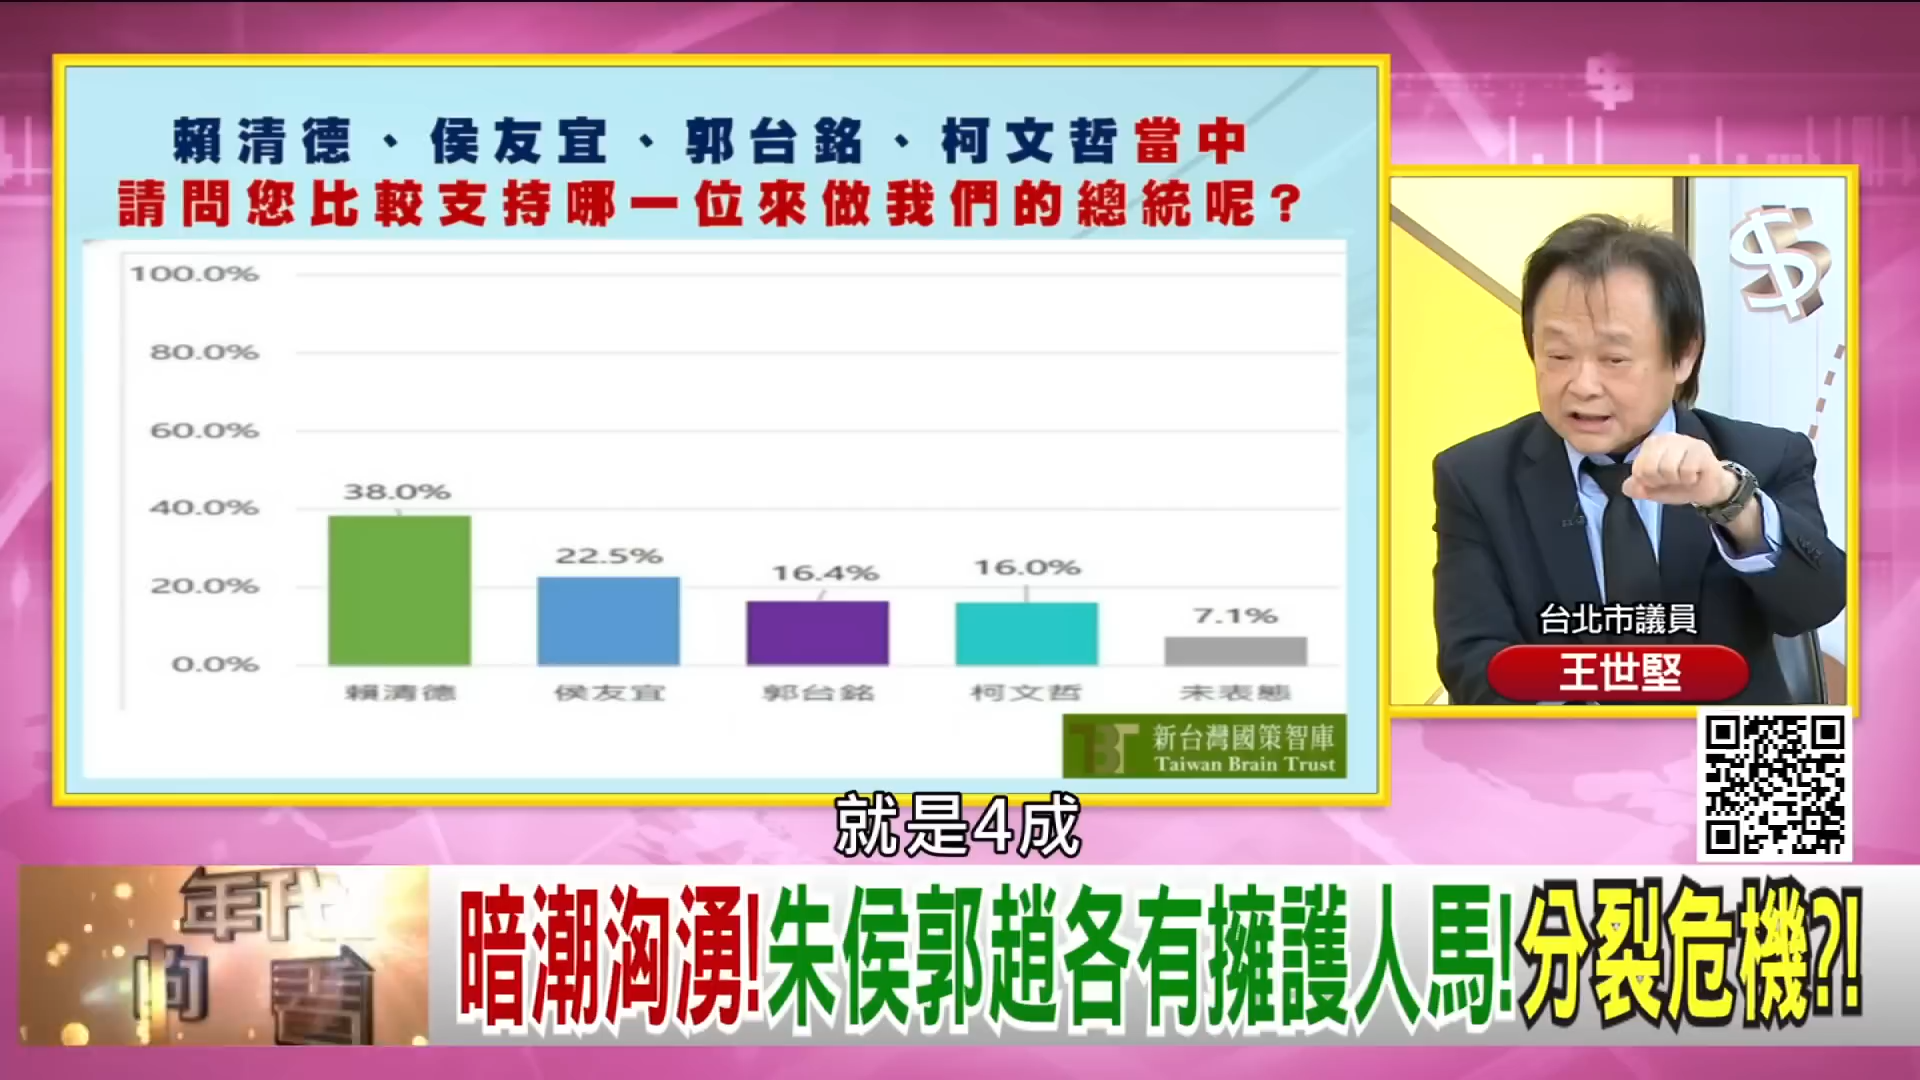 賴清德、侯友宜、郭台銘、柯文哲當中
請問您比較支持哪一位來做我們的總統呢?
100.0%
80.0%
60.0%
40.0%
20.0%
0.0%
38.0%
22.5%
16.4%
16.0%
7.1%
賴清德
侯友宜
郭台銘
柯文哲
未表態
TBT
新台灣國策智庫
Taiwan Brain Trust
台北市議員
王世堅
就是4成
年代
向錢
暗潮洶湧!朱侯郭趙各有擁護人馬!分裂危機?!